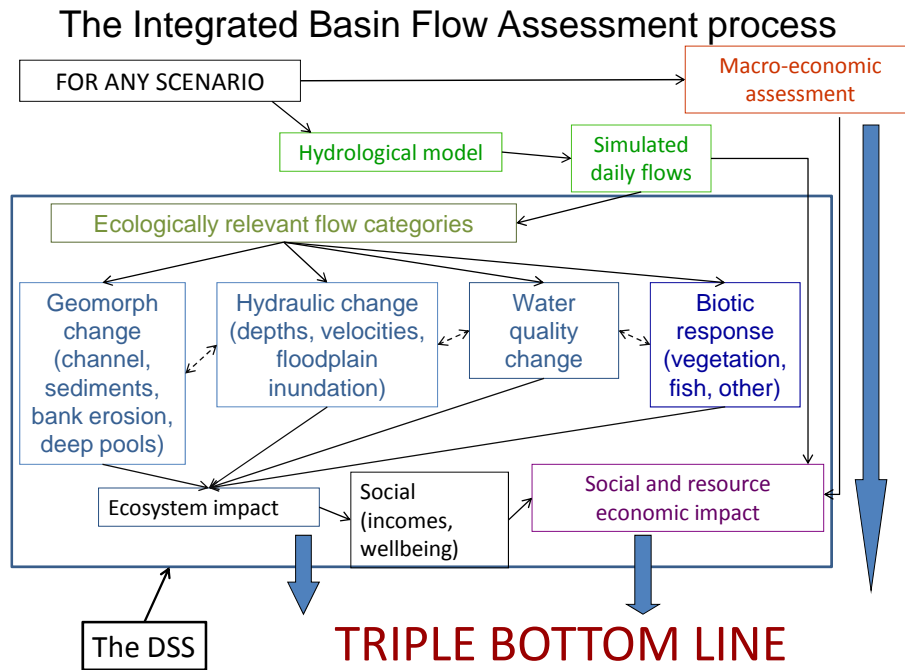 The Integrated Basin Flow Assessment process
FOR ANY SCENARIO
Macro-economic
assessment
Hydrological model
Simulated
daily flows
Ecologically relevant flow categories
Geomorph
change
(channel,
sediments,
bank erosion,
deep pools)
Hydraulic change
(depths, velocities,
floodplain
inundation)
Water
quality
change
Biotic
response
(vegetation,
fish, other)
Ecosystem impact
Social
(incomes,
wellbeing)
Social and resource
economic impact
The DSS
TRIPLE BOTTOM LINE